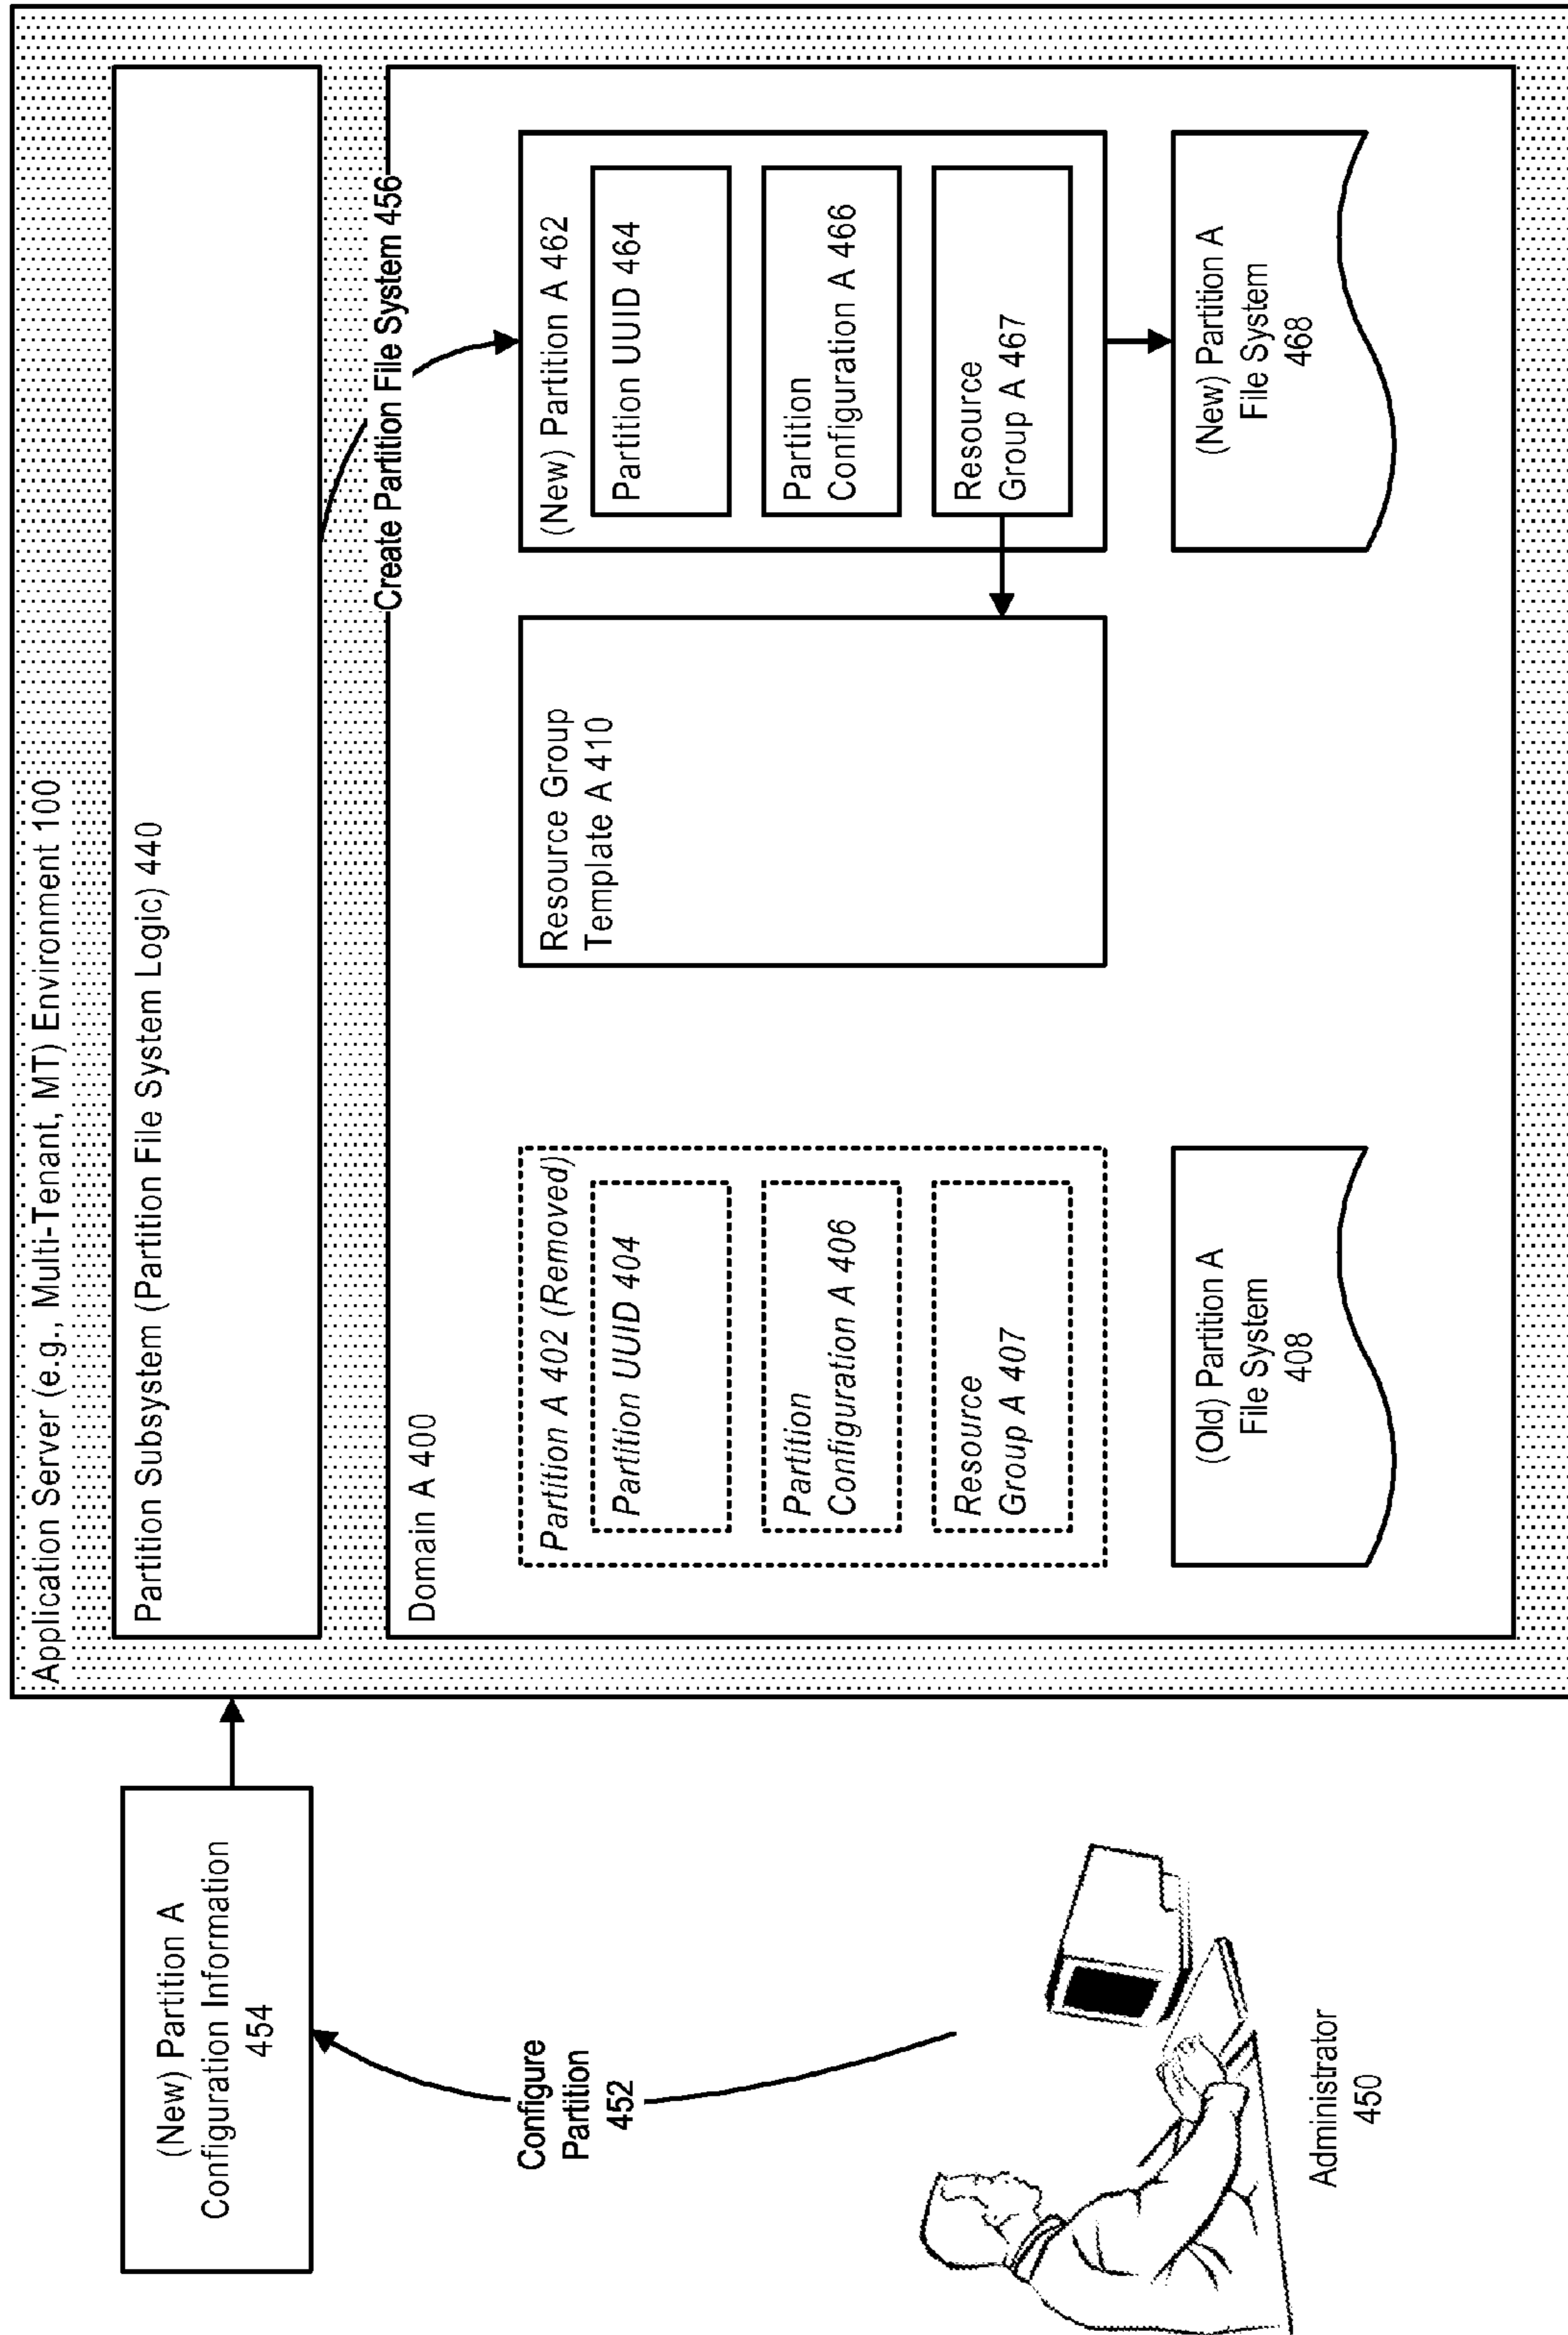 Application Server (e.g., Multi-Tenant, MT) Environment 100
Partition Subsystem (Partition File System Logic) 440
(New) Partition A
Configuration Information
454
Create Partition File System 456
Domain A 400
Partition A 402 (Removed)
Partition UUID 404
Partition
Configuration A 406
Resource
Group A 407
(Old) Partition A
File System
408
Resource Group
Template A 410
(New) Partition A 462
Partition UUID 464
Partition
Configuration A 466
Resource
Group A 467
(New) Partition A
File System
468
Configure
Partition
452
Administrator
450